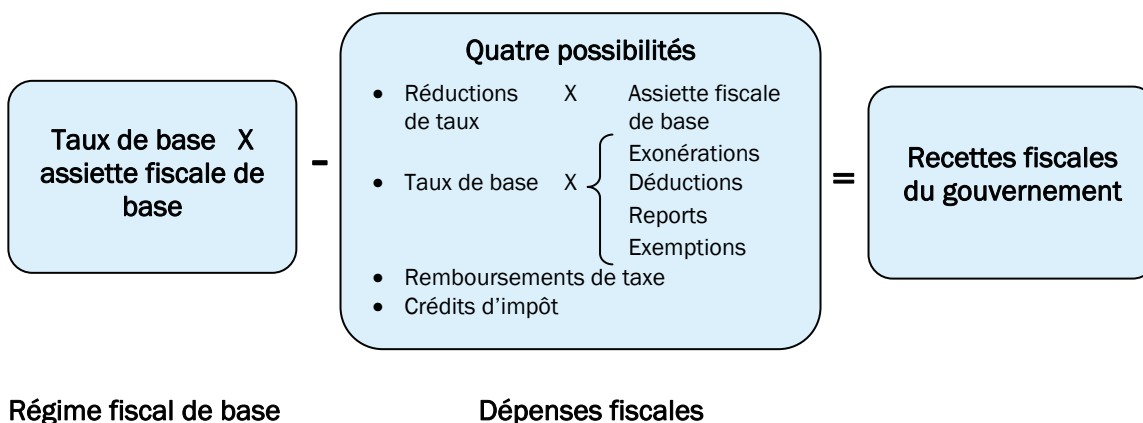 Taux de base X
assiette fiscale de
base
-
Quatre possibilités
• Réductions X Assiette fiscale
de taux de base
Exonérations
• Taux de base X Déductions
Reports
Exemptions
• Remboursements de taxe
• Crédits d'impôt
=
Recettes fiscales
du gouvernement
Régime fiscal de base
Dépenses fiscales